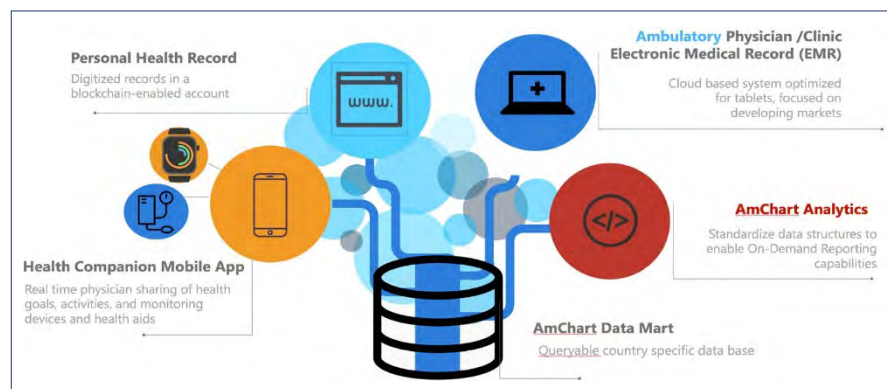 Personal Health Record
Digitized records in a
blockchain-enabled account
www.
Ambulatory Physician /Clinic
Electronic Medical Record (EMR)
Cloud based system optimized
for tablets, focused on
developing markets
Health Companion Mobile App
Real time physician sharing of health
goals, activities, and monitoring
devices and health aids
</>
AmChart Analytics
Standardize data structures to
enable On-Demand Reporting
capabilities
AmChart Data Mart
Queryable country specific data base